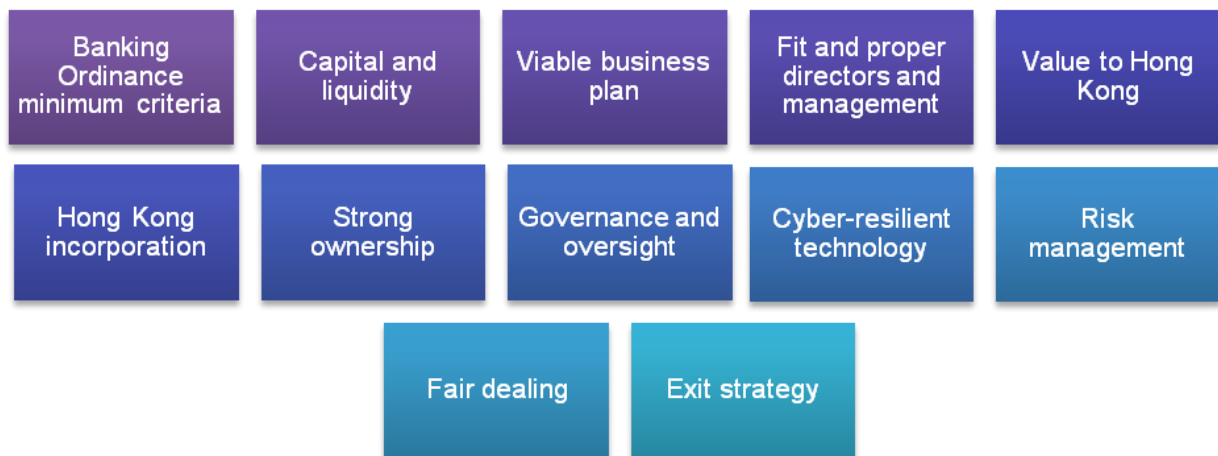 Banking
Ordinance
minimum criteria
Capital and
liquidity
Viable business
plan
Fit and proper
directors and
management
Value to Hong
Kong
Hong Kong
incorporation
Strong
ownership
Governance and
oversight
Cyber-resilient
technology
Risk
management
Fair dealing
Exit strategy